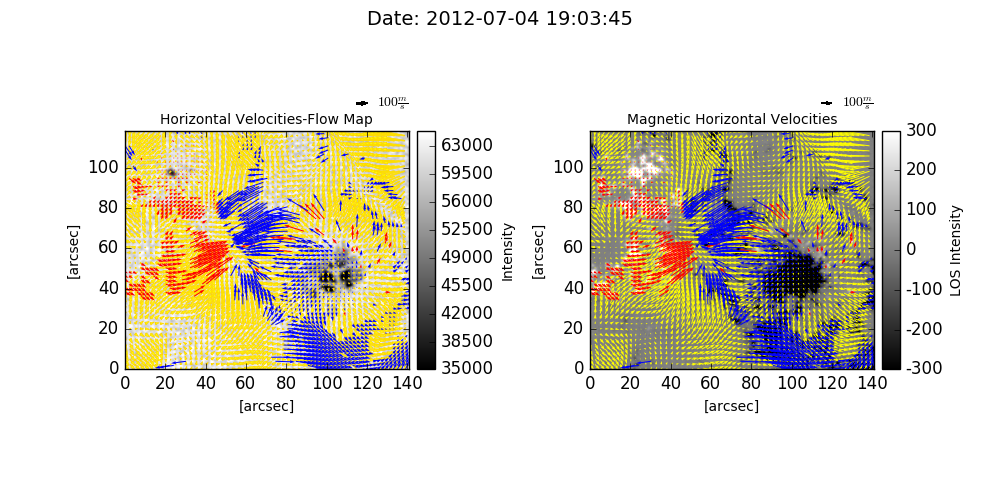 Date: 2012-07-04 19:03:45
100 m/s
100 m/s
Horizontal Velocities-Flow Map
Magnetic Horizontal Velocities
[arcsec]
100
80
60
40
20
0
0 20 40 60 80 100 120 140
[arcsec]
63000
59500
56000
52500
49000
45500
42000
38500
35000
Intensity
[arcsec]
100
80
60
40
20
0
0 20 40 60 80 100 120 140
[arcsec]
300
200
100
0
-100
-200
-300
LOS Intensity